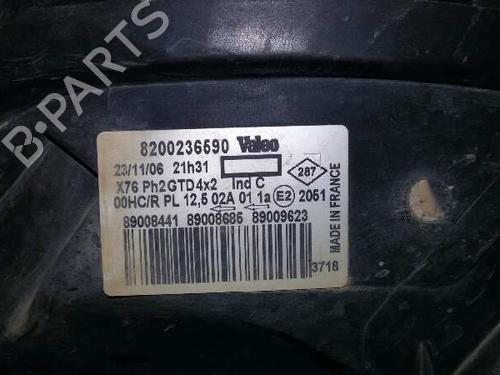 B-PARTS
8200236590 Valeo
23/11/06 21h31 287
X76 Ph2GTD4x2 Ind C
00HC/R PL 12,5 02A 01 1a E2 2051
89008441 89008685 89009623
3718
MADE IN FRANCE